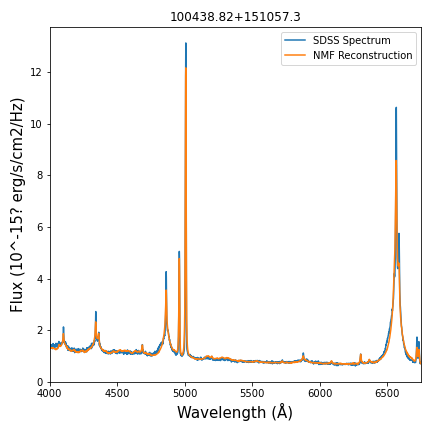 100438.82+151057.3
SDSS Spectrum
NMF Reconstruction
Flux (10^-15? erg/s/cm2/Hz)
12
10
8
6
4
2
0
4000 4500 5000 5500 6000 6500
Wavelength (Å)